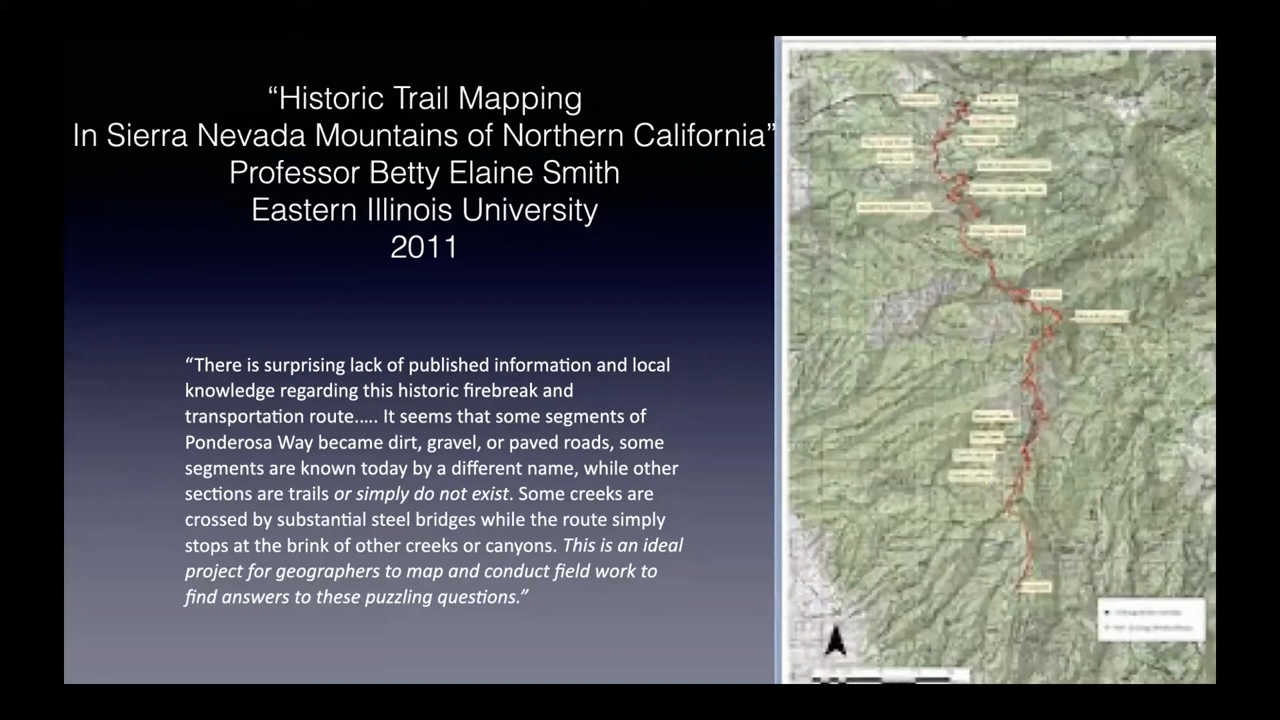 “Historic Trail Mapping
In Sierra Nevada Mountains of Northern California”
Professor Betty Elaine Smith
Eastern Illinois University
2011
“There is surprising lack of published information and local
knowledge regarding this historic firebreak and
transportation route..... It seems that some segments of
Ponderosa Way became dirt, gravel, or paved roads, some
segments are known today by a different name, while other
sections are trails or simply do not exist. Some creeks are
crossed by substantial steel bridges while the route simply
stops at the brink of other creeks or canyons. This is an ideal
project for geographers to map and conduct field work to
find answers to these puzzling questions.”